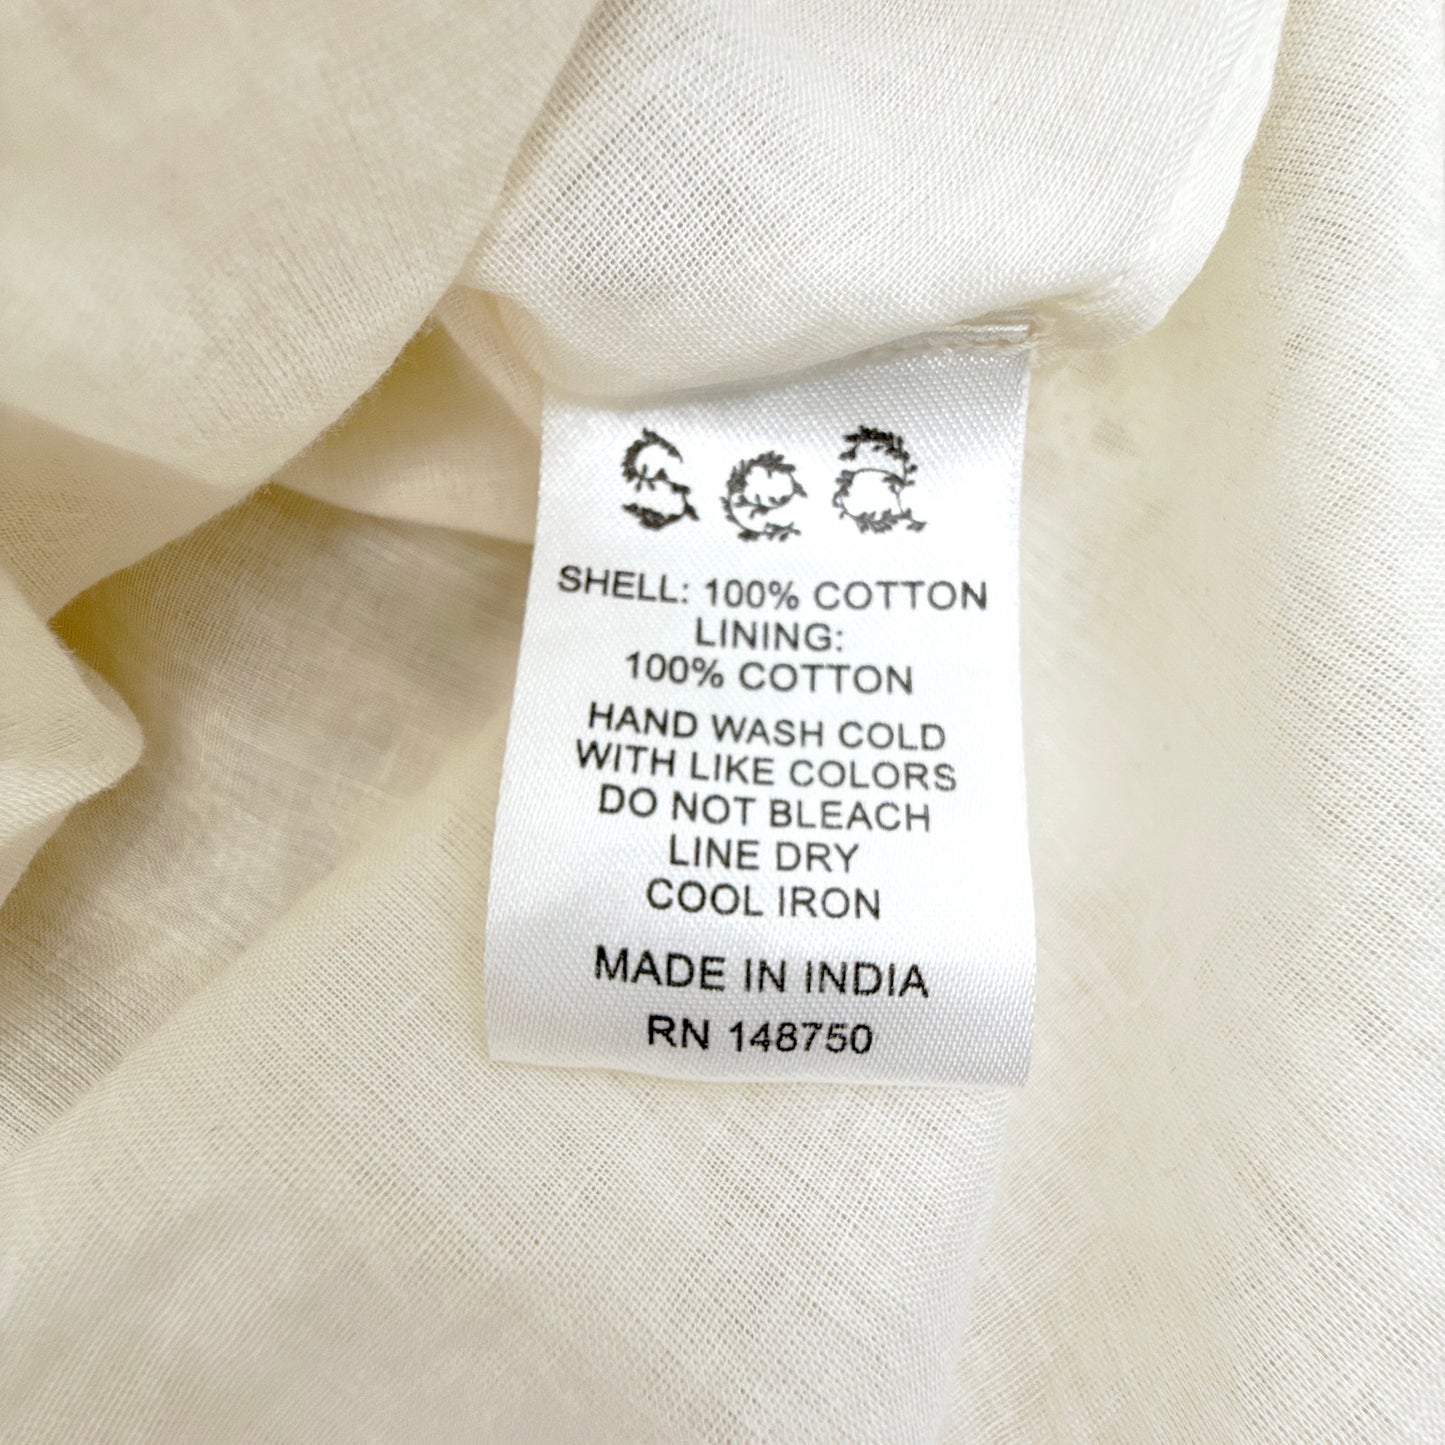 SHELL: 100% COTTON
LINING:
100% COTTON
HAND WASH COLD
WITH LIKE COLORS
DO NOT BLEACH
LINE DRY
COOL IRON
MADE IN INDIA
RN 148750